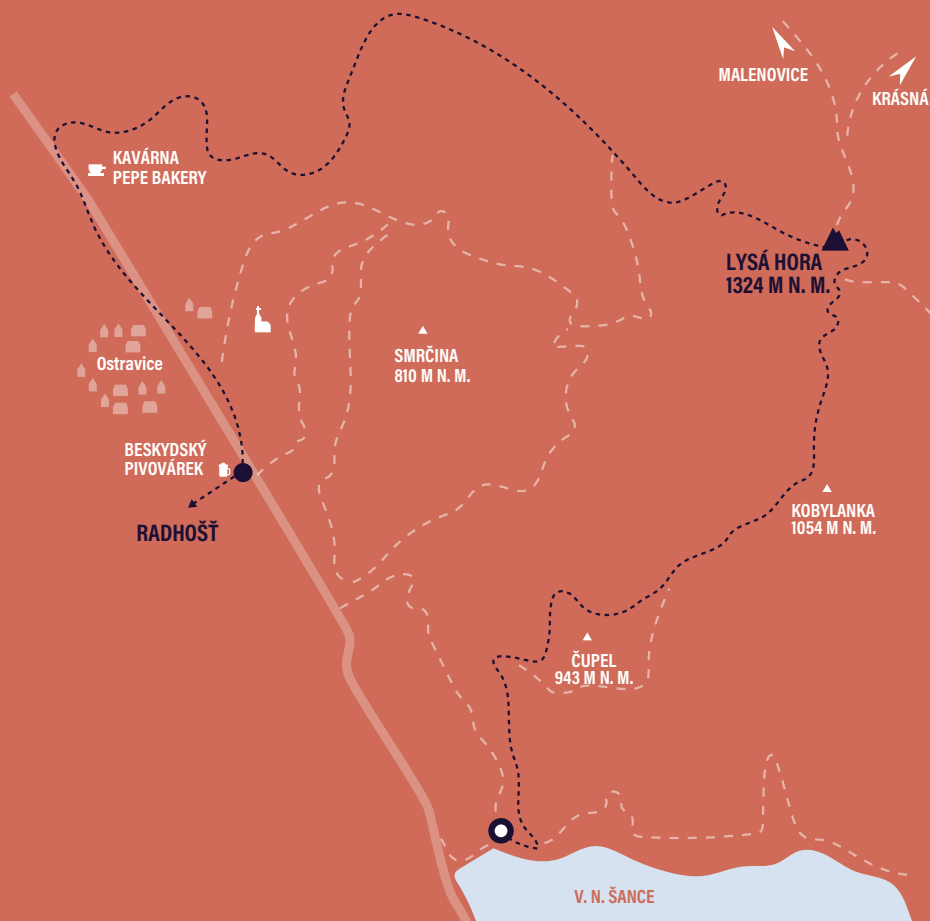 MALENOVICE
KRÁSNÁ
KAVÁRNA
PEPE BAKERY
LYSÁ HORA
1324 M N. M.
SMRČINA
810 M N. M.
Ostravice
BESKYDSKÝ
PIVOVÁREK
RADHOŠŤ
KOBYLANKA
1054 M N. M.
ČUPEL
943 M N. M.
V. N. ŠANCE